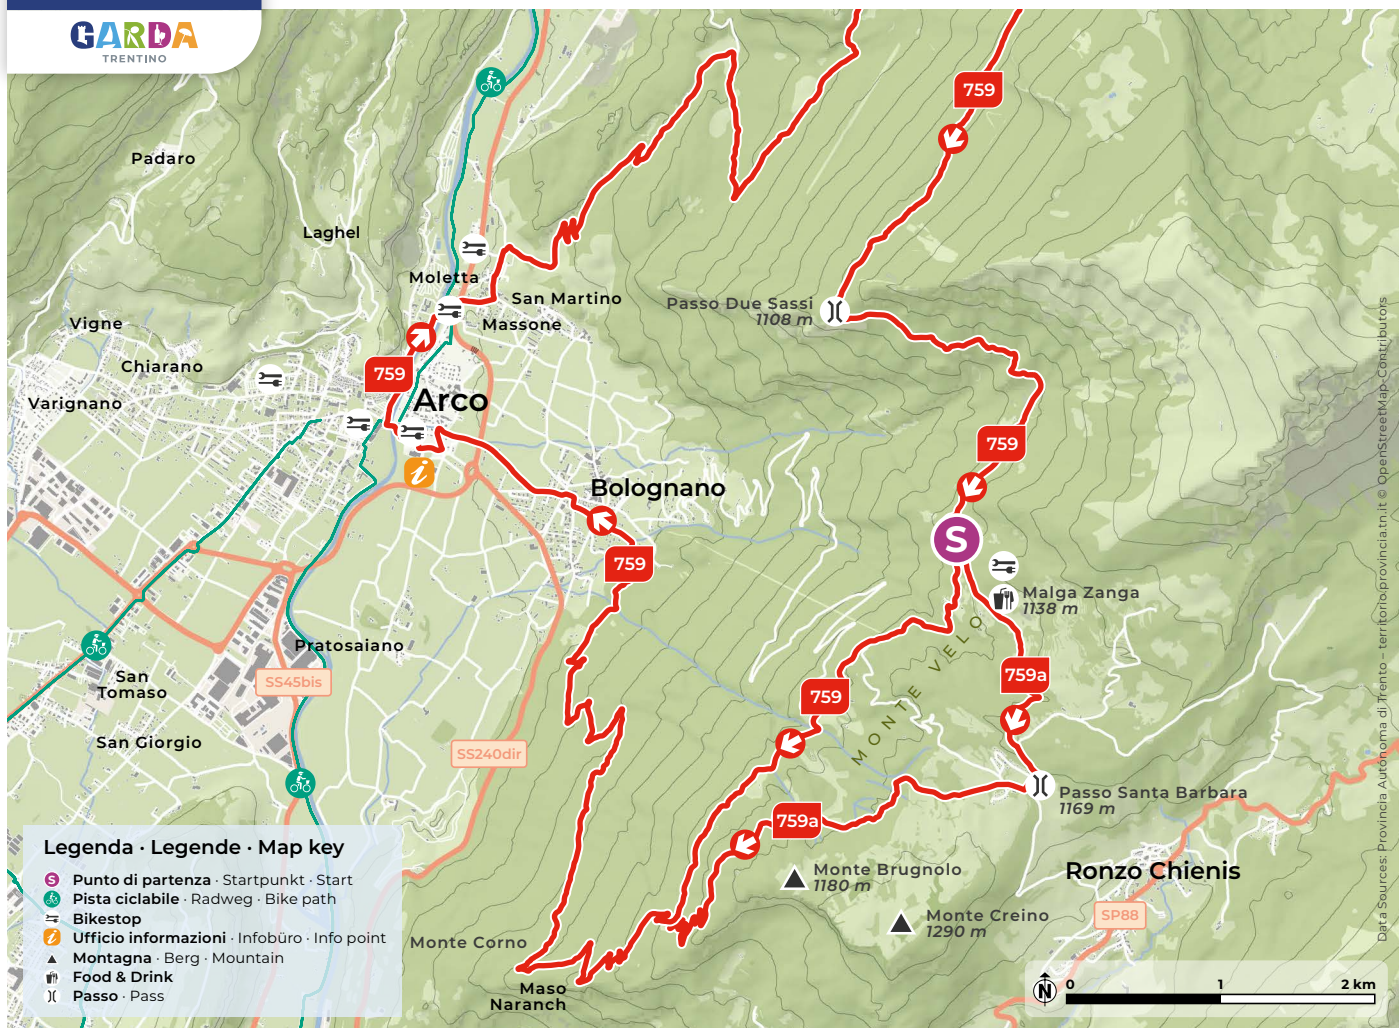 GARDA
TRENTINO
759
Padaro
Laghel
Moletta
San Martino
Massone
Passo Due Sassi
1108 m
Vigne
Chiarano
Varignano
759
Arco
i
759
Bolognano
S
759
Malga Zanga
1138 m
Pratosaiano
San
Tomaso
SS45bis
San Giorgio
SS240dir
759
759a
MONTE VELO
Passo Santa Barbara
1169 m
759a
Monte Brugnolo
1180 m
Ronzo Chienis
SP88
Monte Creino
1290 m
Monte Corno
Maso
Naranch
Legenda · Legende · Map key
S Punto di partenza · Startpunkt · Start
Pista ciclabile · Radweg · Bike path
Bikestop
i Ufficio informazioni · Infobüro · Info point
Montagna · Berg · Mountain
Food & Drink
Passo · Pass
N
0 1 2 km
Data Sources: Provincia Autonoma di Trento – territorio.provincia.tn.it © OpenStreetMap-Contributors